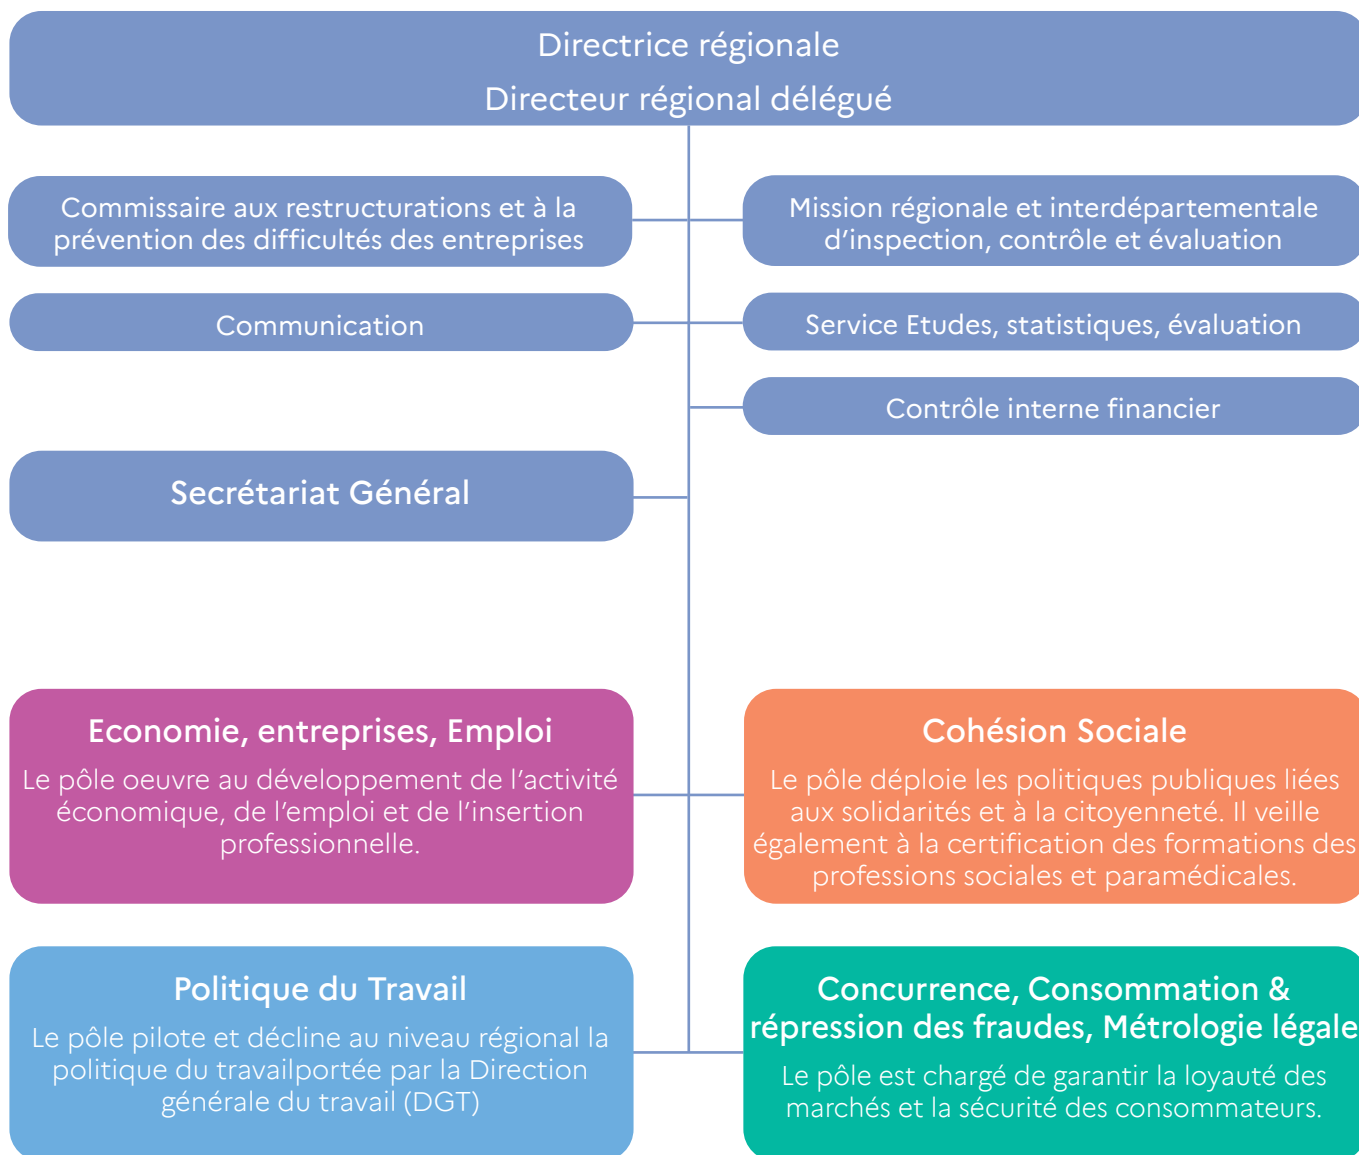 Directrice régionale
Directeur régional délégué
Commissaire aux restructurations et à la
prévention des difficultés des entreprises
Mission régionale et interdépartementale
d’inspection, contrôle et évaluation
Communication
Service Etudes, statistiques, évaluation
Contrôle interne financier
Secrétariat Général
Economie, entreprises, Emploi
Le pôle oeuvre au développement de l’activité
économique, de l’emploi et de l’insertion
professionnelle.
Cohésion Sociale
Le pôle déploie les politiques publiques liées
aux solidarités et à la citoyenneté. Il veille
également à la certification des formations des
professions sociales et paramédicales.
Politique du Travail
Le pôle pilote et décline au niveau régional la
politique du travailportée par la Direction
générale du travail (DGT)
Concurrence, Consommation &
répression des fraudes, Métrologie légale
Le pôle est chargé de garantir la loyauté des
marchés et la sécurité des consommateurs.